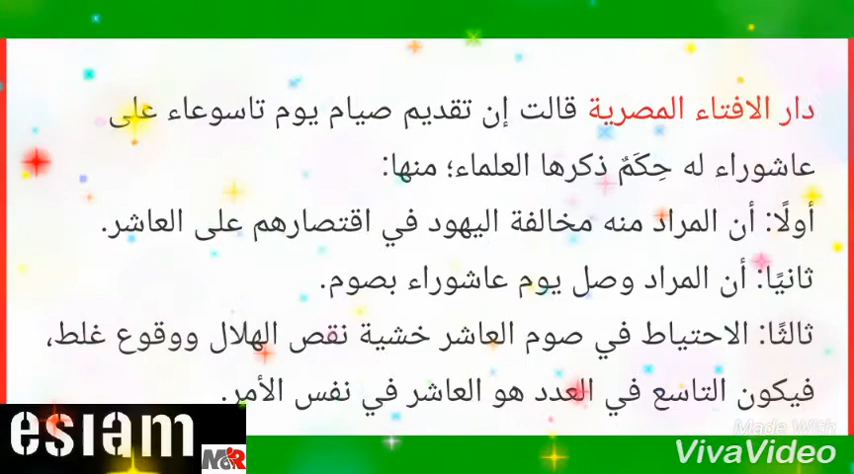 دار الافتاء المصرية قالت إن تقديم صيام يوم تاسوعاء على
عاشوراء له حِكَمٌ ذكرها العلماء؛ منها:
أولًا: أن المراد منه مخالفة اليهود في اقتصارهم على العاشر.
ثانيًا: أن المراد وصل يوم عاشوراء بصوم.
ثالثًا: الاحتياط في صوم العاشر خشية نقص الهلال ووقوع غلط،
فيكون التاسع في العدد هو العاشر في نفس الأمر.
esiam
Made With
VivaVideo